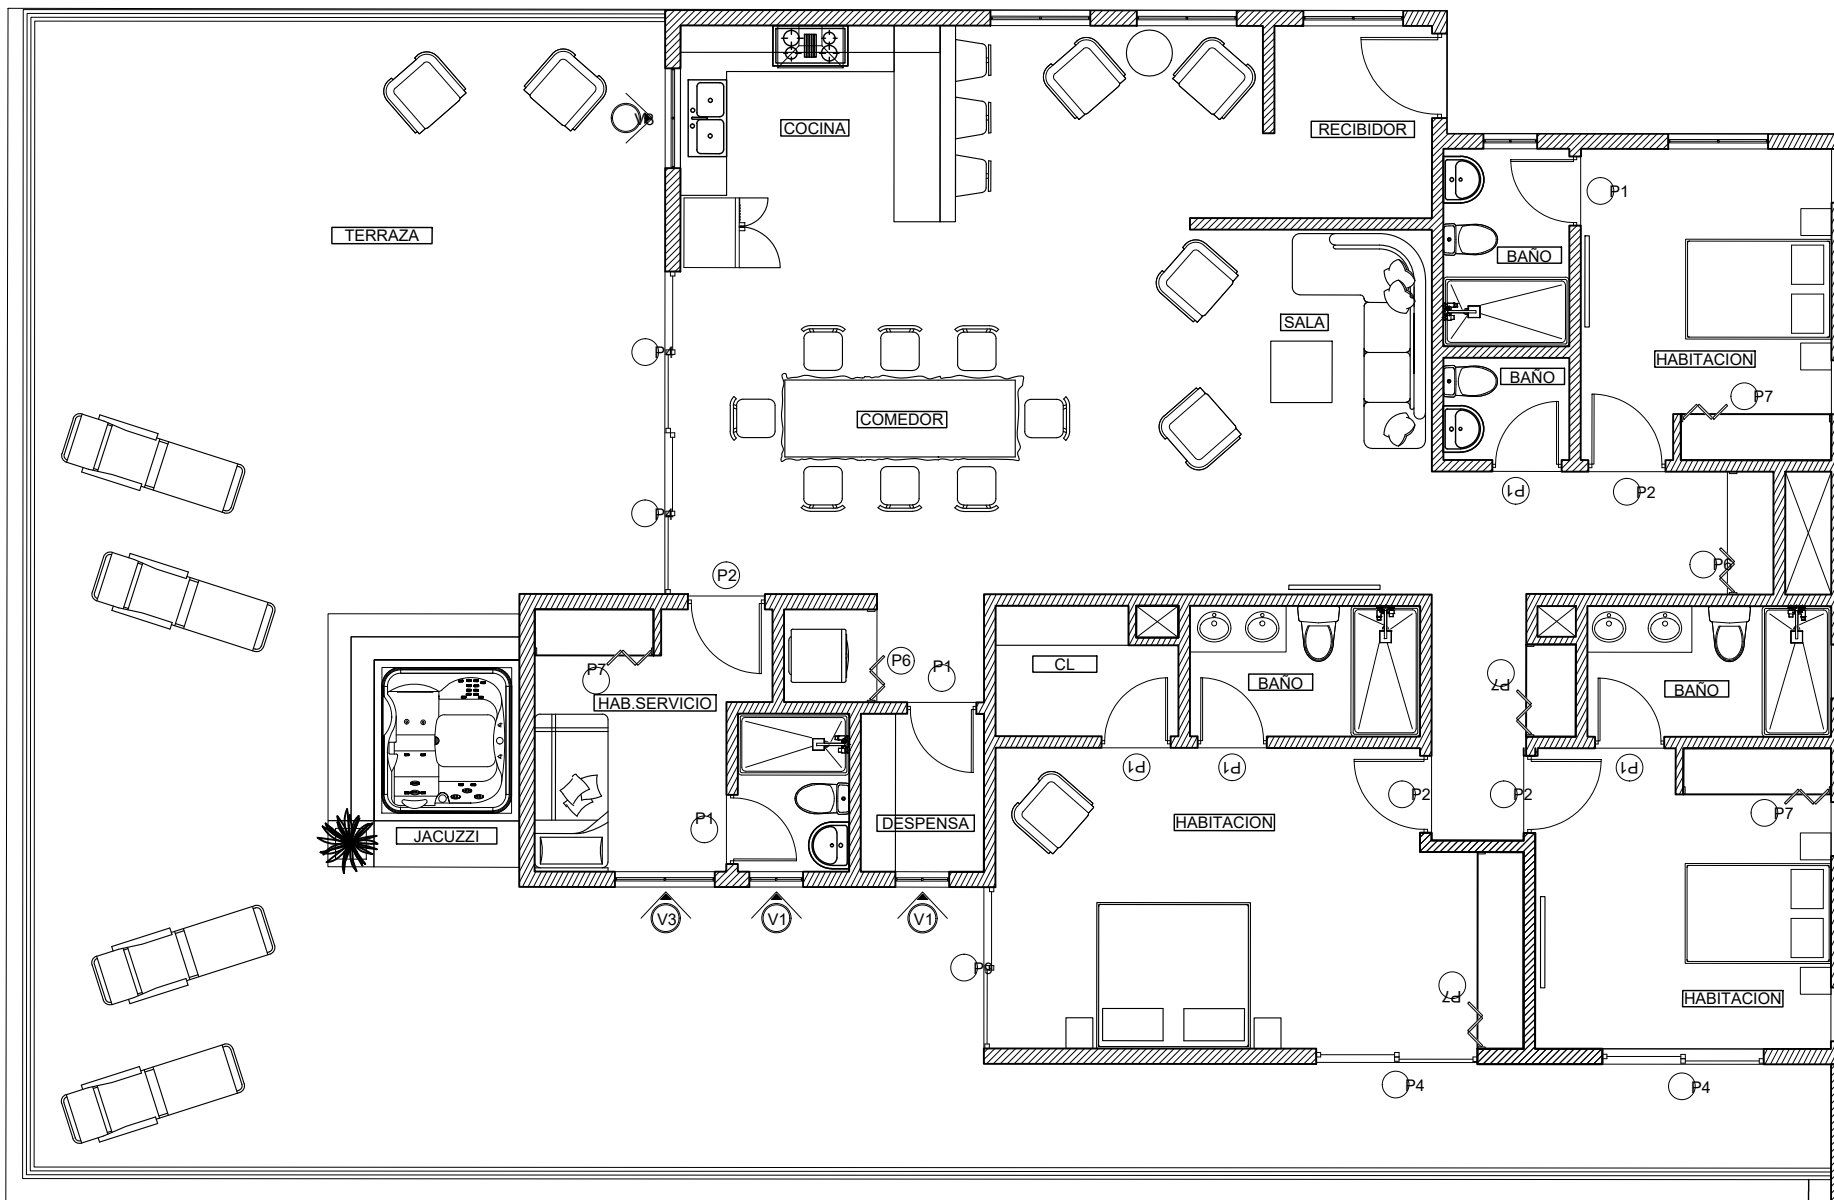 COCINA
RECIBIDOR
P1
TERRAZA
BAÑO
SALA
P4
HABITACION
BAÑO
P7
COMEDOR
P1
P2
P4
P6
P2
P6
P1
CL
P7
HAB.SERVICIO
BAÑO
P7
BAÑO
P1
P1
P1
P2
P2
P7
P1
DESPENSA
HABITACION
JACUZZI
V3
V1
V1
P7
HABITACION
P4
P4